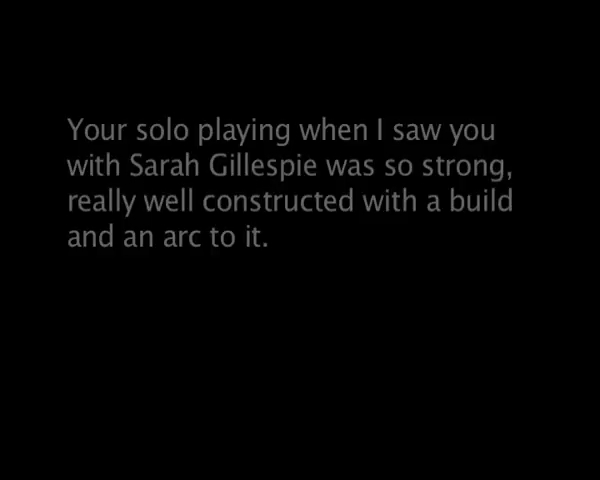 Your solo playing when I saw you
with Sarah Gillespie was so strong,
really well constructed with a build
and an arc to it.